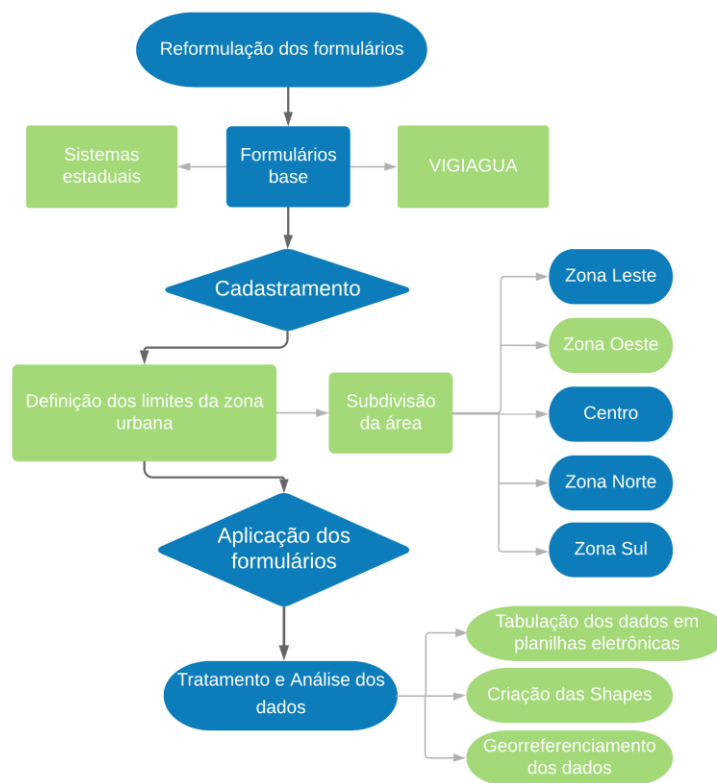 Reformulação dos formulários
Sistemas
estaduais
Formulários
base
VIGIAGUA
Cadastramento
Definição dos limites da zona
urbana
Subdivisão
da área
Zona Leste
Zona Oeste
Centro
Zona Norte
Zona Sul
Aplicação dos
formulários
Tratamento e Análise dos
dados
Tabulação dos dados em
planilhas eletrônicas
Criação das Shapes
Georreferenciamento
dos dados